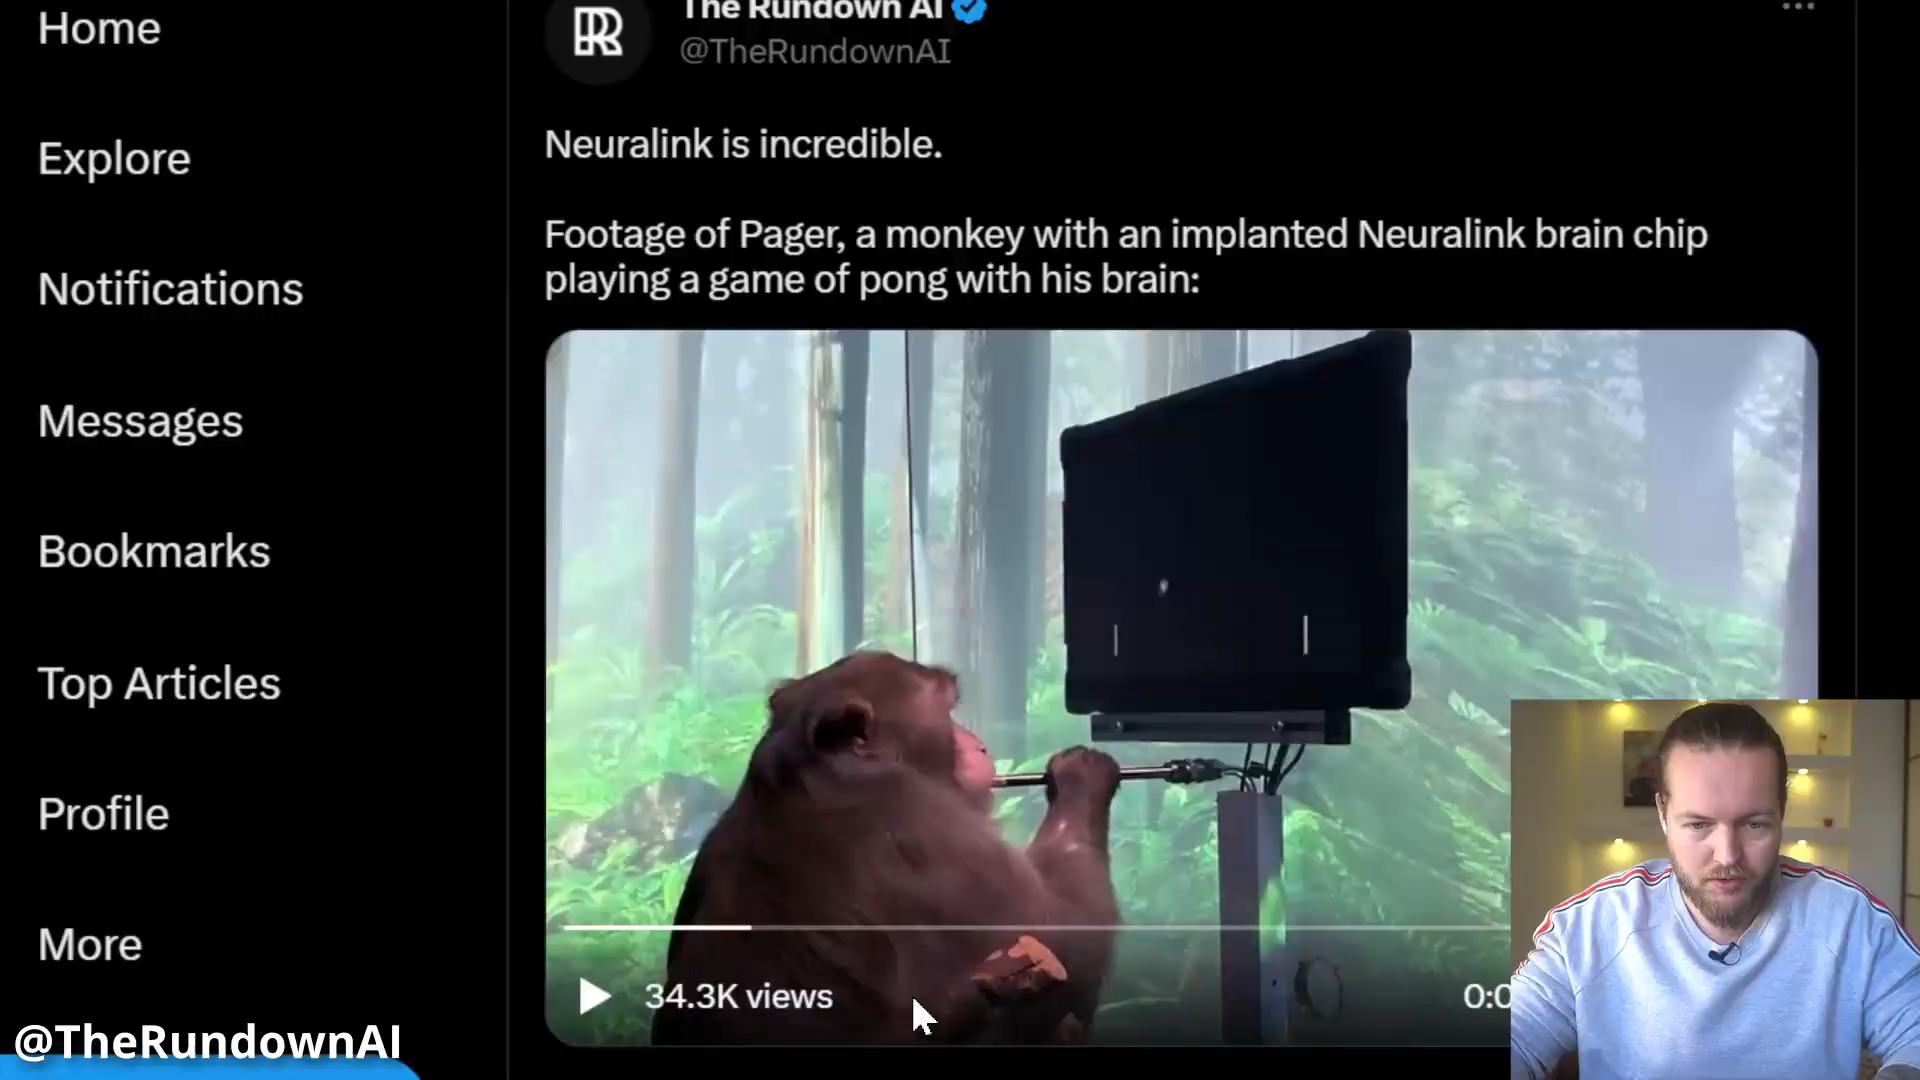 Home
Explore
Notifications
Messages
Bookmarks
Top Articles
Profile
More
@TheRundownAI
The Rundown AI
@TheRundownAI
Neuralink is incredible.
Footage of Pager, a monkey with an implanted Neuralink brain chip
playing a game of pong with his brain:
34.3K views